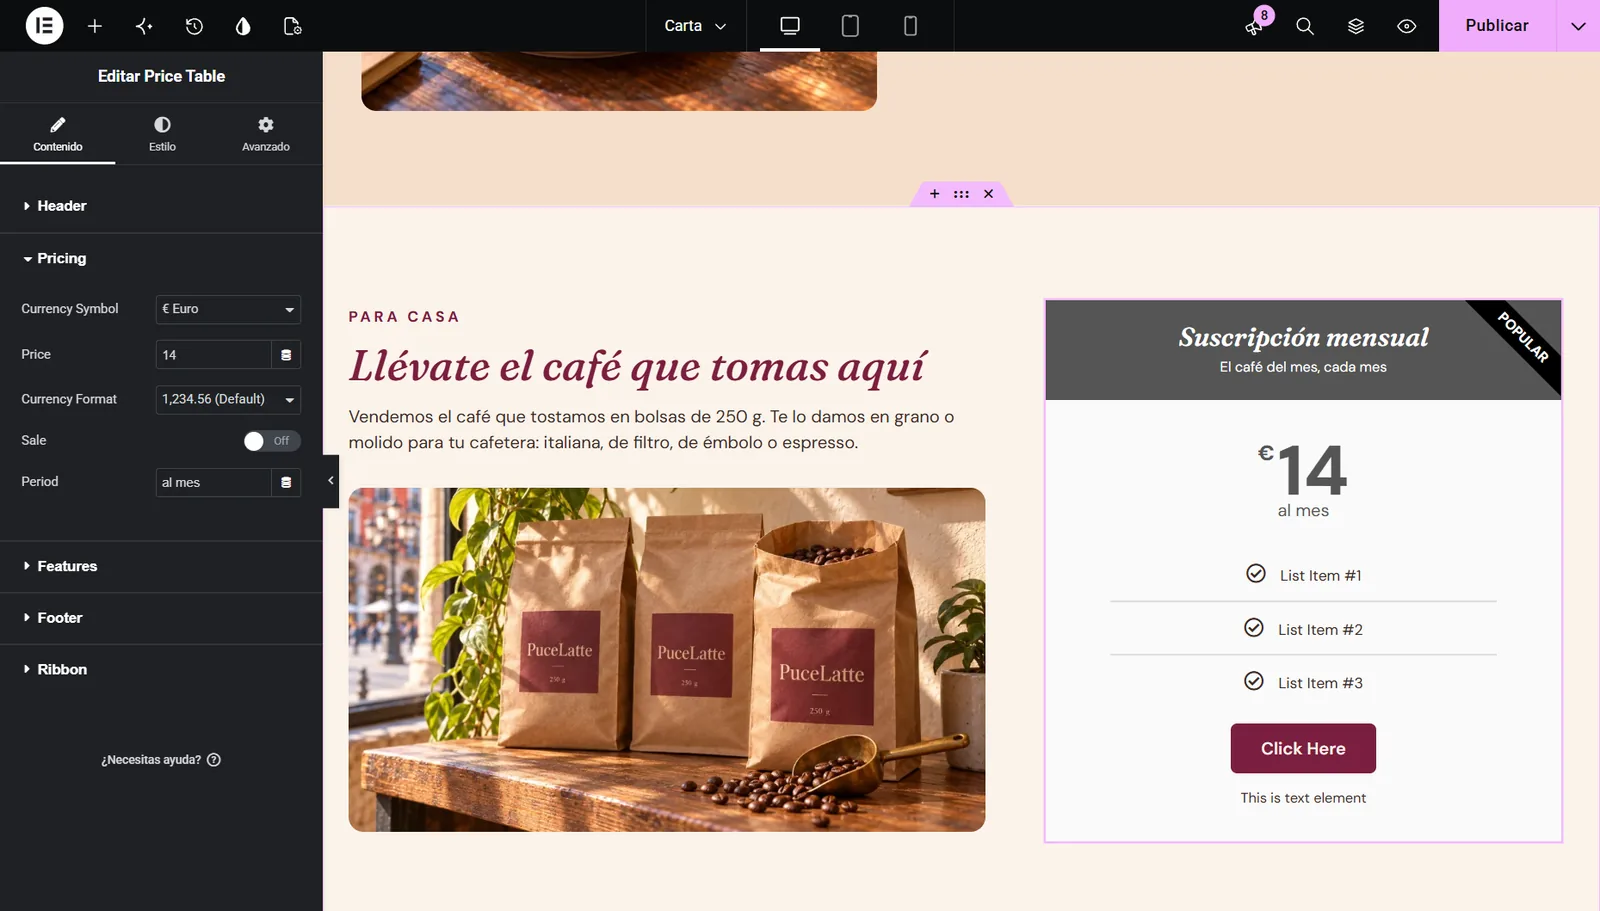 Carta
8
Publicar
Editar Price Table
Contenido
Estilo
Avanzado
Header
Pricing
Currency Symbol
€ Euro
Price
14
Currency Format
1,234.56 (Default)
Sale
Off
Period
al mes
Features
Footer
Ribbon
¿Necesitas ayuda?
PARA CASA
Llévate el café que tomas aquí
Vendemos el café que tostamos en bolsas de 250 g. Te lo damos en grano o
molido para tu cafetera: italiana, de filtro, de émbolo o espresso.
PuceLatte
250 g
PuceLatte
250 g
PuceLatte
250 g
POPULAR
Suscripción mensual
El café del mes, cada mes
€14
al mes
List Item #1
List Item #2
List Item #3
Click Here
This is text element